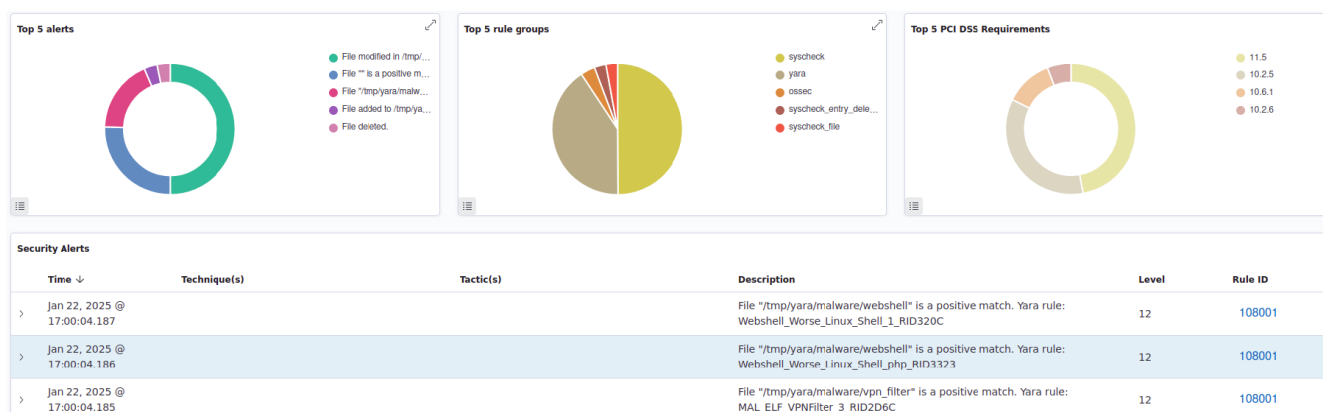 Top 5 alerts
File modified in /tmp/...
File "" is a positive m...
File "/tmp/yara/malw...
File added to /tmp/ya...
File deleted.
Top 5 rule groups
syscheck
yara
ossec
syscheck_entry_dele...
syscheck_file
Top 5 PCI DSS Requirements
11.5
10.2.5
10.6.1
10.2.6
Security Alerts
Time Technique(s) Tactic(s) Description Level Rule ID
Jan 22, 2025 @ File "/tmp/yara/malware/webshell" is a positive match. Yara rule: 12 108001
17:00:04.187 Webshell_Worse_Linux_Shell_1_RID320C
Jan 22, 2025 @ File "/tmp/yara/malware/webshell" is a positive match. Yara rule: 12 108001
17:00:04.186 Webshell_Worse_Linux_Shell_php_RID3323
Jan 22, 2025 @ File "/tmp/yara/malware/vpn_filter" is a positive match. Yara rule: 12 108001
17:00:04.185 MAL_ELF_VPNFilter_3_RID2D6C